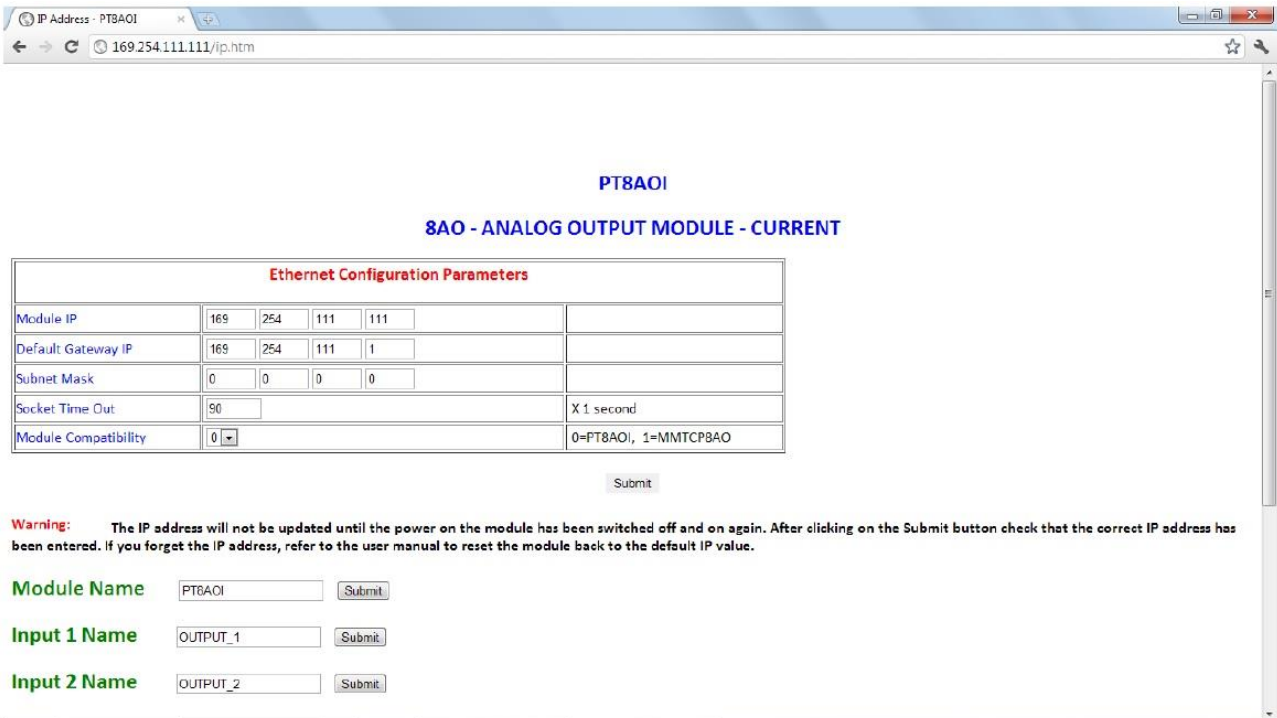 IP Address - PT8AOI
169.254.111.111/ip.htm
PT8AOI
8AO - ANALOG OUTPUT MODULE - CURRENT
Ethernet Configuration Parameters
Module IP 169 254 111 111
Default Gateway IP 169 254 111 1
Subnet Mask 0 0 0 0
Socket Time Out 90 X 1 second
Module Compatibility 0 0=PT8AOI, 1=MMTCP8AO
Submit
Warning: The IP address will not be updated until the power on the module has been switched off and on again. After clicking on the Submit button check that the correct IP address has
been entered. If you forget the IP address, refer to the user manual to reset the module back to the default IP value.
Module Name PT8AOI Submit
Input 1 Name OUTPUT_1 Submit
Input 2 Name OUTPUT_2 Submit